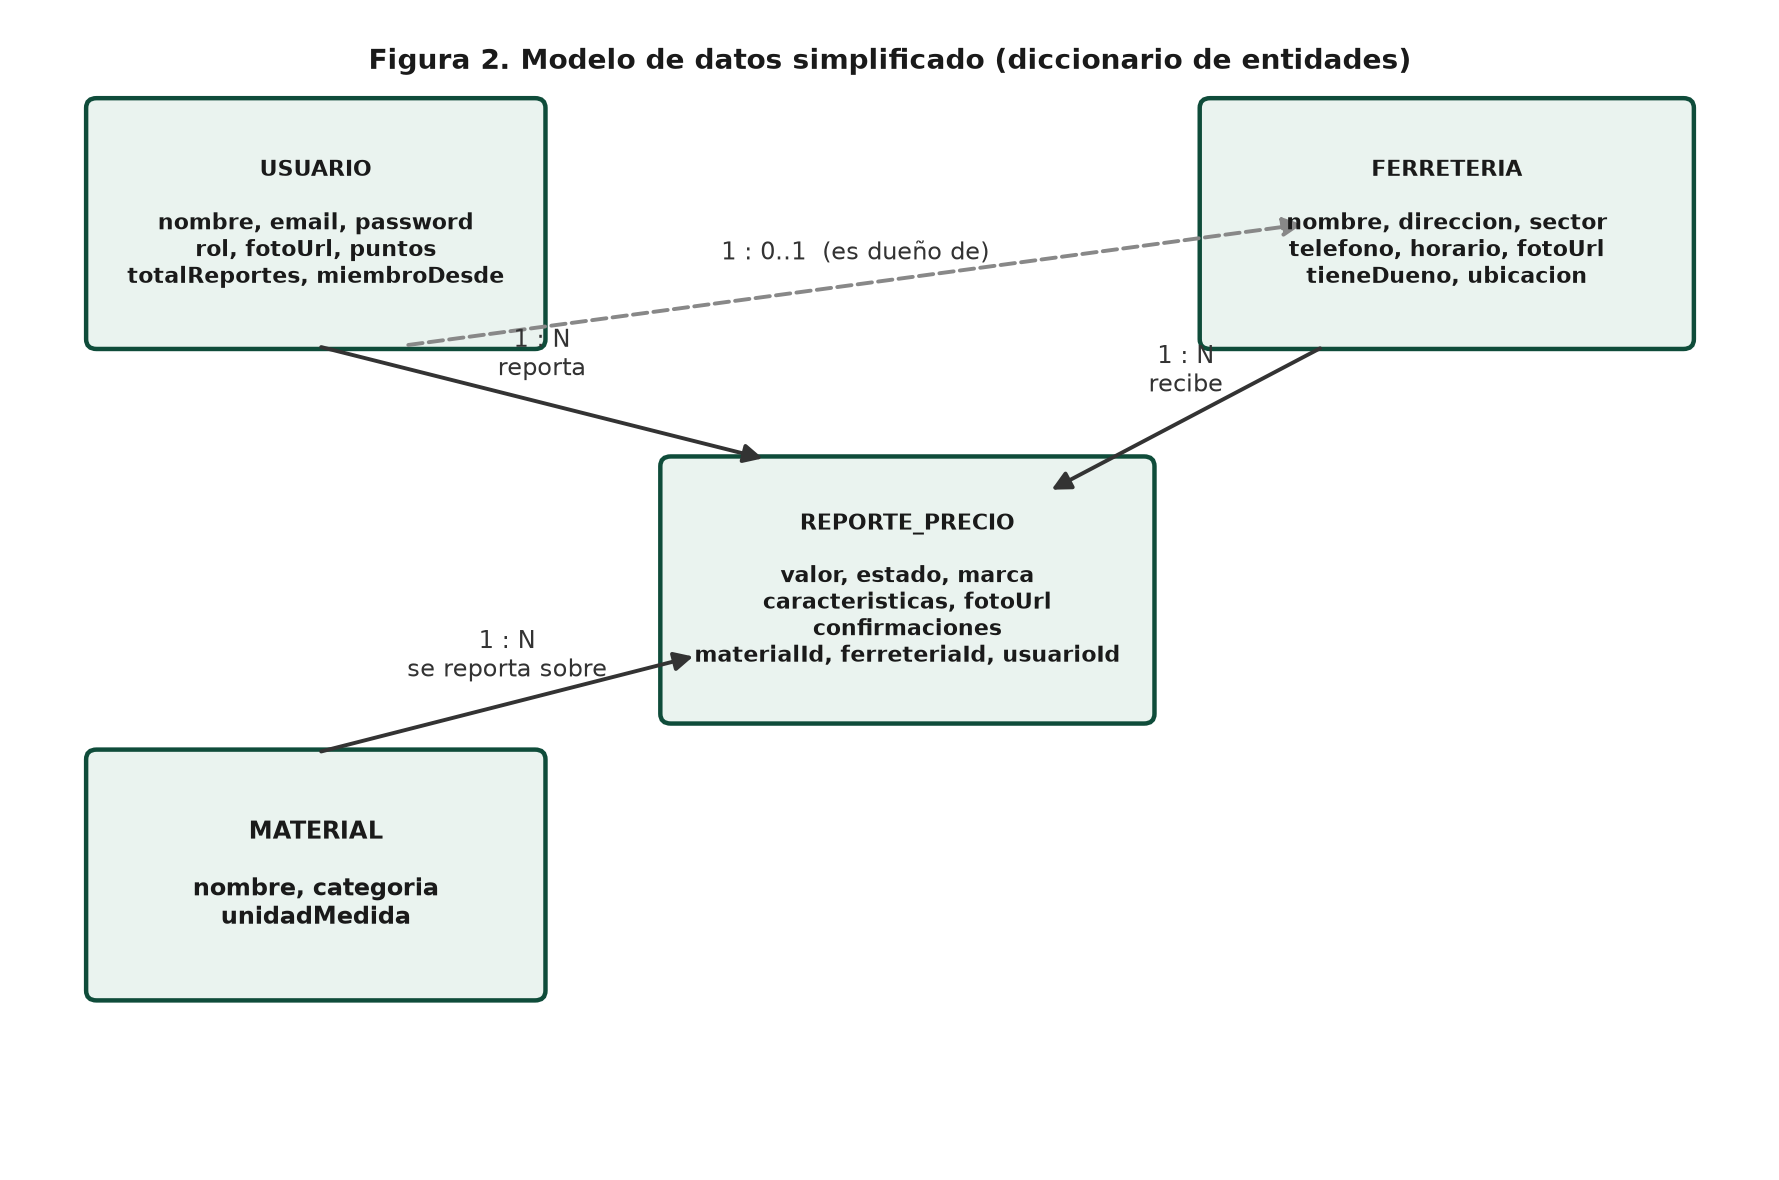 Figura 2. Modelo de datos simplificado (diccionario de entidades)
USUARIO
nombre, email, password
rol, fotoUrl, puntos
totalReportes, miembroDesde
FERRETERIA
nombre, direccion, sector
telefono, horario, fotoUrl
tieneDueno, ubicacion
1 : 0..1  (es dueño de)
1 : N
reporta
1 : N
recibe
REPORTE_PRECIO
valor, estado, marca
caracteristicas, fotoUrl
confirmaciones
materialId, ferreteriaId, usuarioId
1 : N
se reporta sobre
MATERIAL
nombre, categoria
unidadMedida